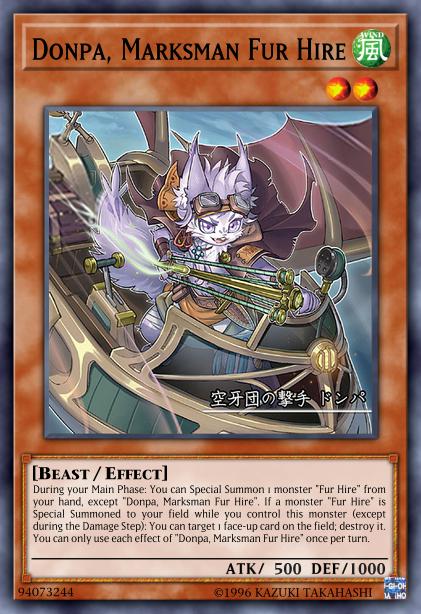 DONPA, MARKSMAN FUR HIRE
WIND
風
空牙団の撃手 ドンパ
[BEAST / EFFECT]
During your Main Phase: You can Special Summon 1 monster "Fur Hire" from
your hand, except "Donpa, Marksman Fur Hire". If a monster "Fur Hire" is
Special Summoned to your field while you control this monster (except
during the Damage Step): You can target 1 face-up card on the field; destroy it.
You can only use each effect of "Donpa, Marksman Fur Hire" once per turn.
ATK/ 500 DEF/1000
94073244
©1996 KAZUKI TAKAHASHI